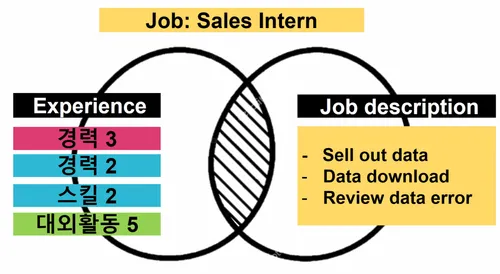 Job: Sales Intern
Experience
경력 3
경력 2
스킬 2
대외활동 5
Job description
- Sell out data
- Data download
- Review data error